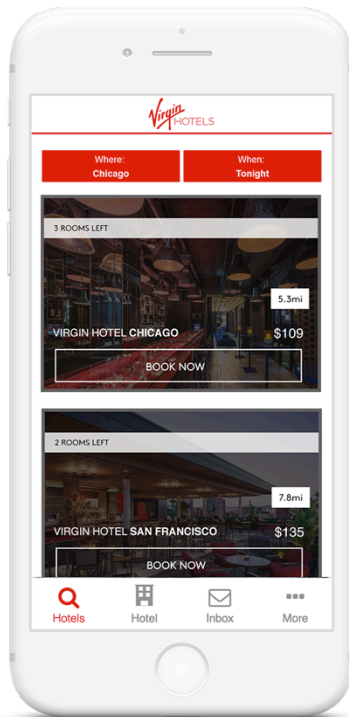 Virgin HOTELS
Where: When:
Chicago Tonight
3 ROOMS LEFT
5.3mi
VIRGIN HOTEL CHICAGO $109
BOOK NOW
2 ROOMS LEFT
7.8mi
VIRGIN HOTEL SAN FRANCISCO $135
BOOK NOW
Hotels Hotel Inbox More